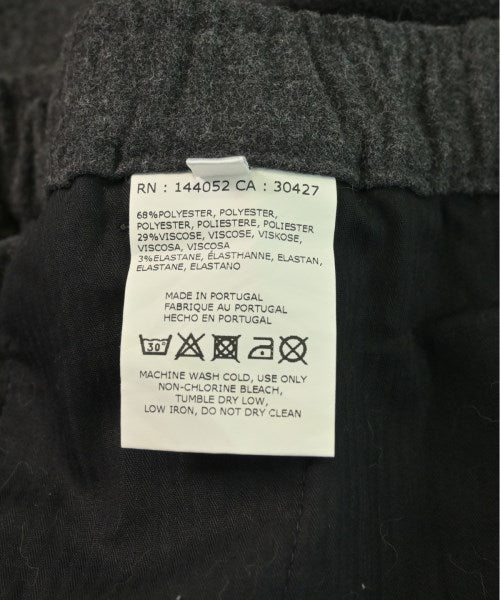 RN : 144052 CA : 30427
68%POLYESTER, POLYESTER,
POLYESTER, POLIESTERE, POLIESTER
29%VISCOSE, VISCOSE, VISKOSE,
VISCOSA, VISCOSA
3%ELASTANE, ÉLASTHANNE, ELASTAN,
ELASTANE, ELASTANO
MADE IN PORTUGAL
FABRIQUE AU PORTUGAL
HECHO EN PORTUGAL
30°
MACHINE WASH COLD, USE ONLY
NON-CHLORINE BLEACH,
TUMBLE DRY LOW,
LOW IRON, DO NOT DRY CLEAN